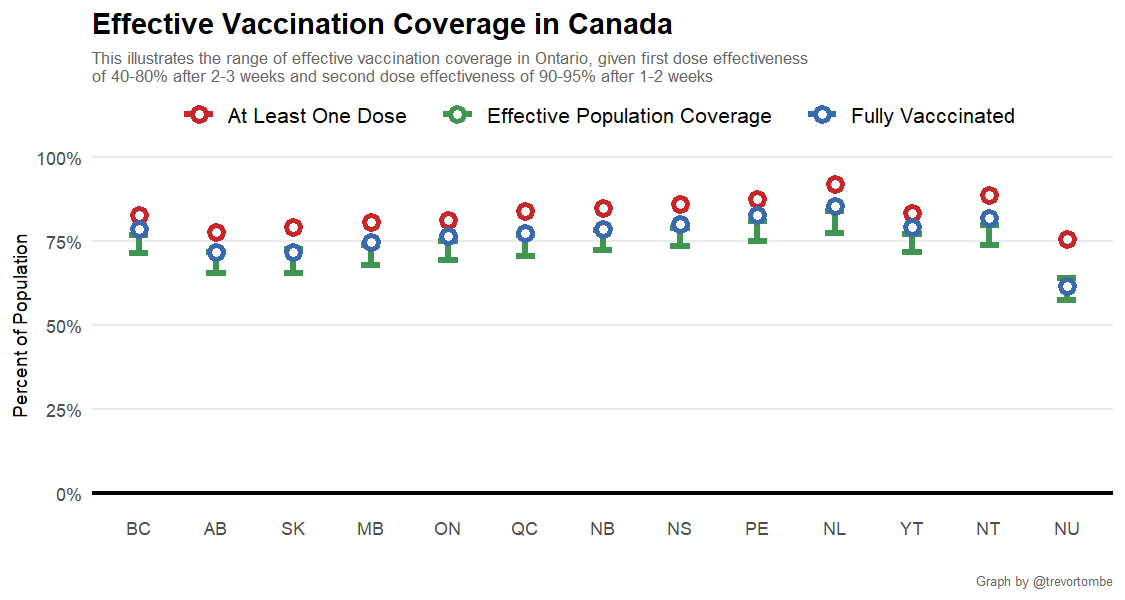 Effective Vaccination Coverage in Canada
This illustrates the range of effective vaccination coverage in Ontario, given first dose effectiveness
of 40-80% after 2-3 weeks and second dose effectiveness of 90-95% after 1-2 weeks
At Least One Dose Effective Population Coverage Fully Vacccinated
100%
75%
50%
25%
0%
Percent of Population
BC AB SK MB ON QC NB NS PE NL YT NT NU
Graph by @trevortombe